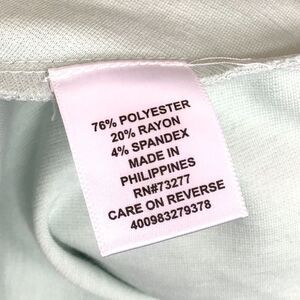 76% POLYESTER
20% RAYON
4% SPANDEX
MADE IN
PHILIPPINES
RN#73277
CARE ON REVERSE
400983279378